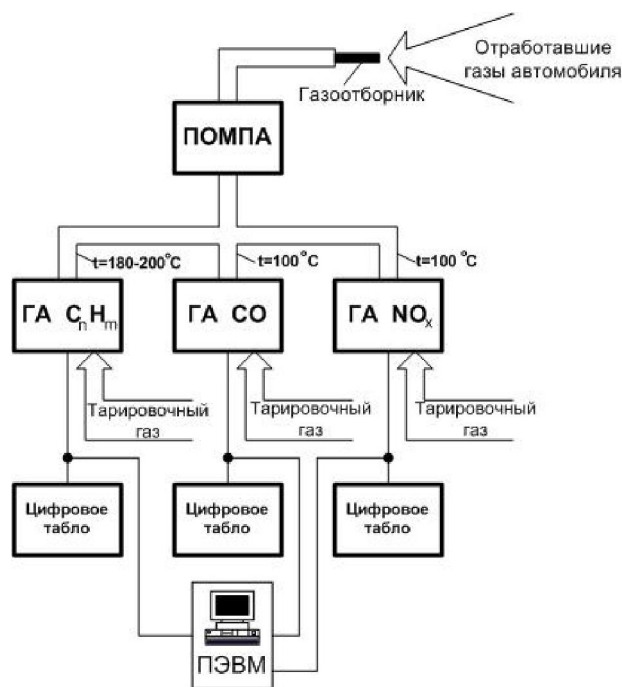 Отработавшие
газы автомобиля
Газоотборник
ПОМПА
t=180-200°C
t=100°C
t=100°C
ГА CnHm
ГА CO
ГА NOx
Тарировочный
газ
Тарировочный
газ
Тарировочный
газ
Цифровое
табло
Цифровое
табло
Цифровое
табло
ПЭВМ